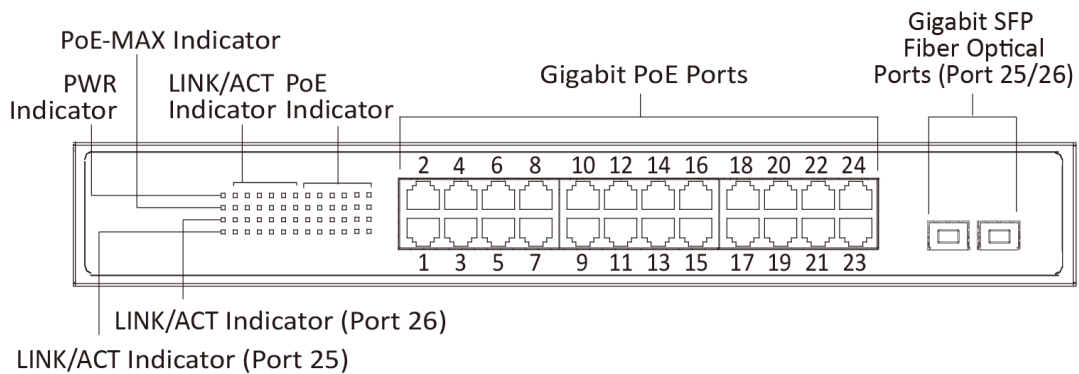 Gigabit SFP
Fiber Optical
Ports (Port 25/26)
PoE-MAX Indicator
PWR
Indicator
LINK/ACT
Indicator
PoE
Indicator
Gigabit PoE Ports
2 4 6 8 10 12 14 16 18 20 22 24
1 3 5 7 9 11 13 15 17 19 21 23
LINK/ACT Indicator (Port 26)
LINK/ACT Indicator (Port 25)